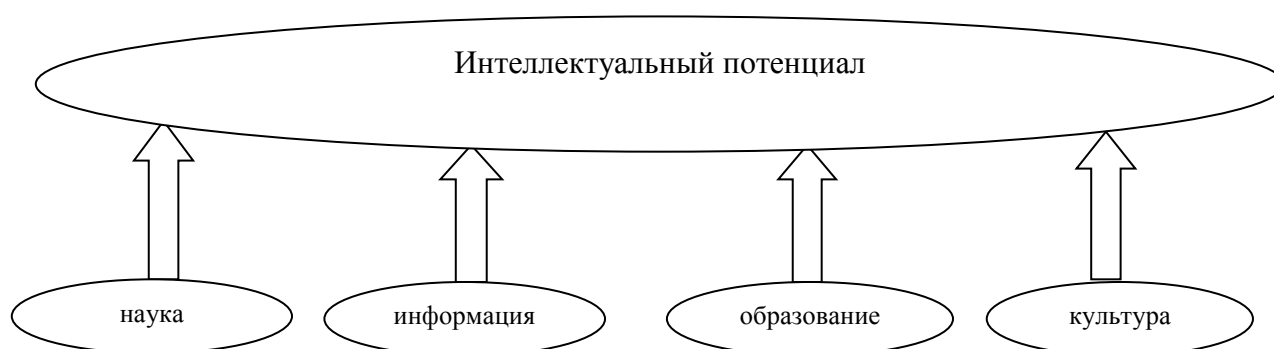 Интеллектуальный потенциал
наука
информация
образование
культура